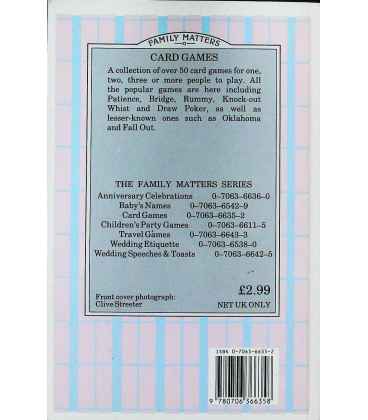 FAMILY MATTERS
CARD GAMES
A collection of over 50 card games for one,
two, three or more people to play. All
the popular games are here including
Patience, Bridge, Rummy, Knock-out
Whist and Draw Poker, as well as
lesser-known ones such as Oklahoma
and Fall Out.
THE FAMILY MATTERS SERIES
Anniversary Celebrations 0-7063-6636-0
Baby's Names 0-7063-6542-9
Card Games 0-7063-6635-2
Children's Party Games 0-7063-6611-5
Travel Games 0-7063-6643-3
Wedding Etiquette 0-7063-6538-0
Wedding Speeches & Toasts 0-7063-6642-5
£2.99
Front cover photograph:
Clive Streeter
NET UK ONLY
ISBN 0-7063-6635-2
9 780706 366358